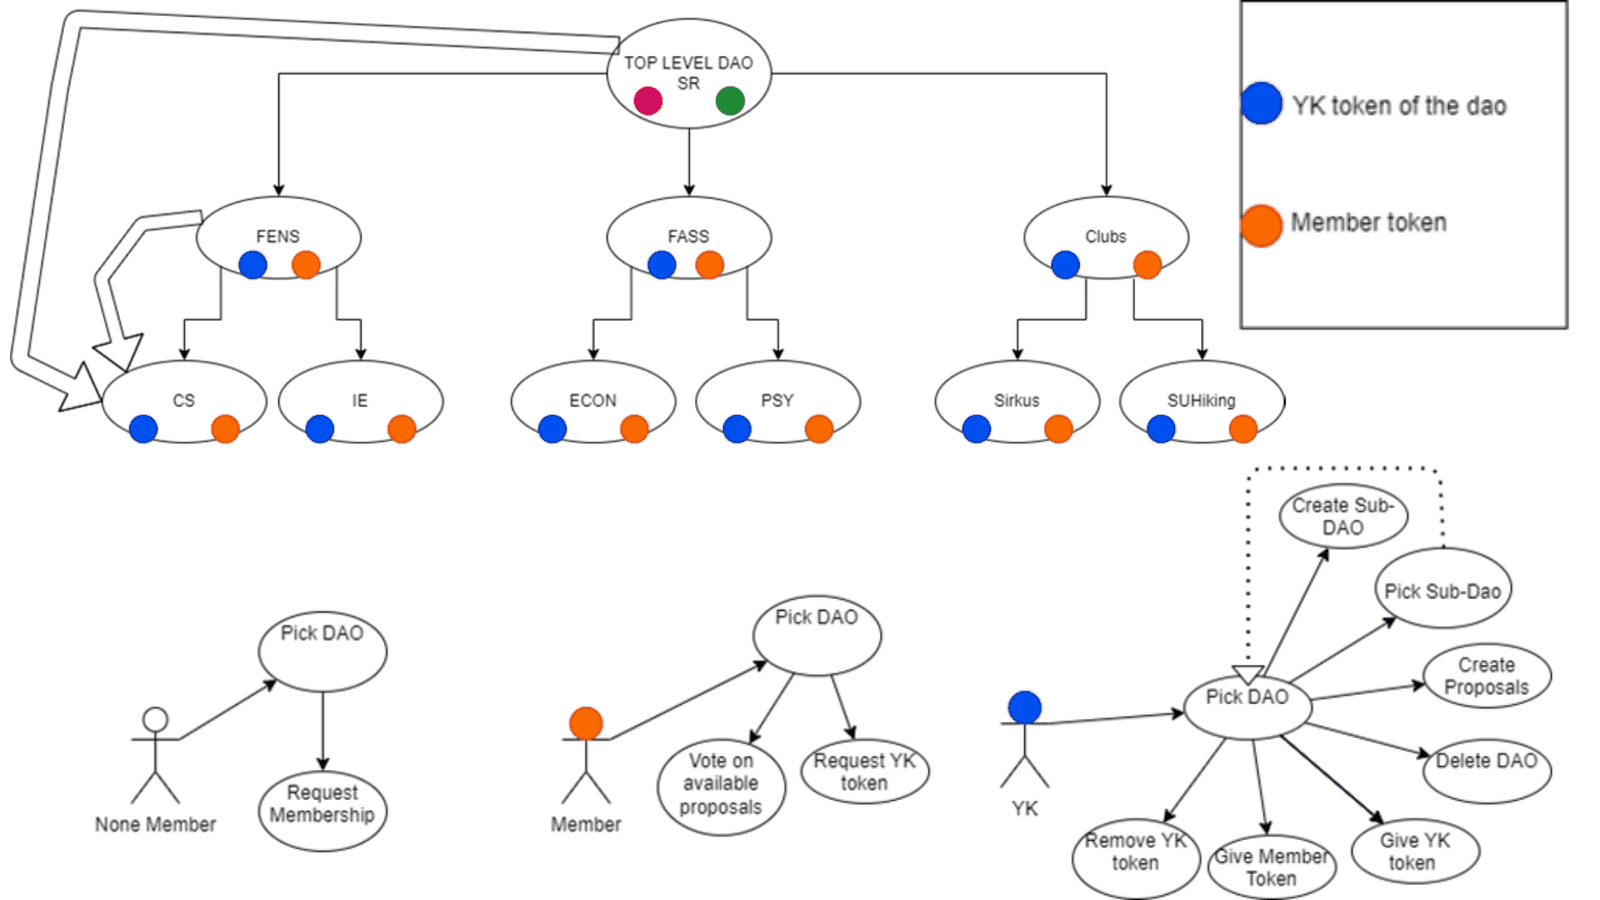 TOP LEVEL DAO
SR
YK token of the dao
Member token
FENS
FASS
Clubs
CS
IE
ECON
PSY
Sirkus
SUHiking
Create Sub-
DAO
Pick Sub-Dao
Create
Proposals
Delete DAO
Give YK
token
Give Member
Token
Remove YK
token
Pick DAO
YK
Pick DAO
Vote on
available
proposals
Request YK
token
Member
Pick DAO
Request
Membership
None Member